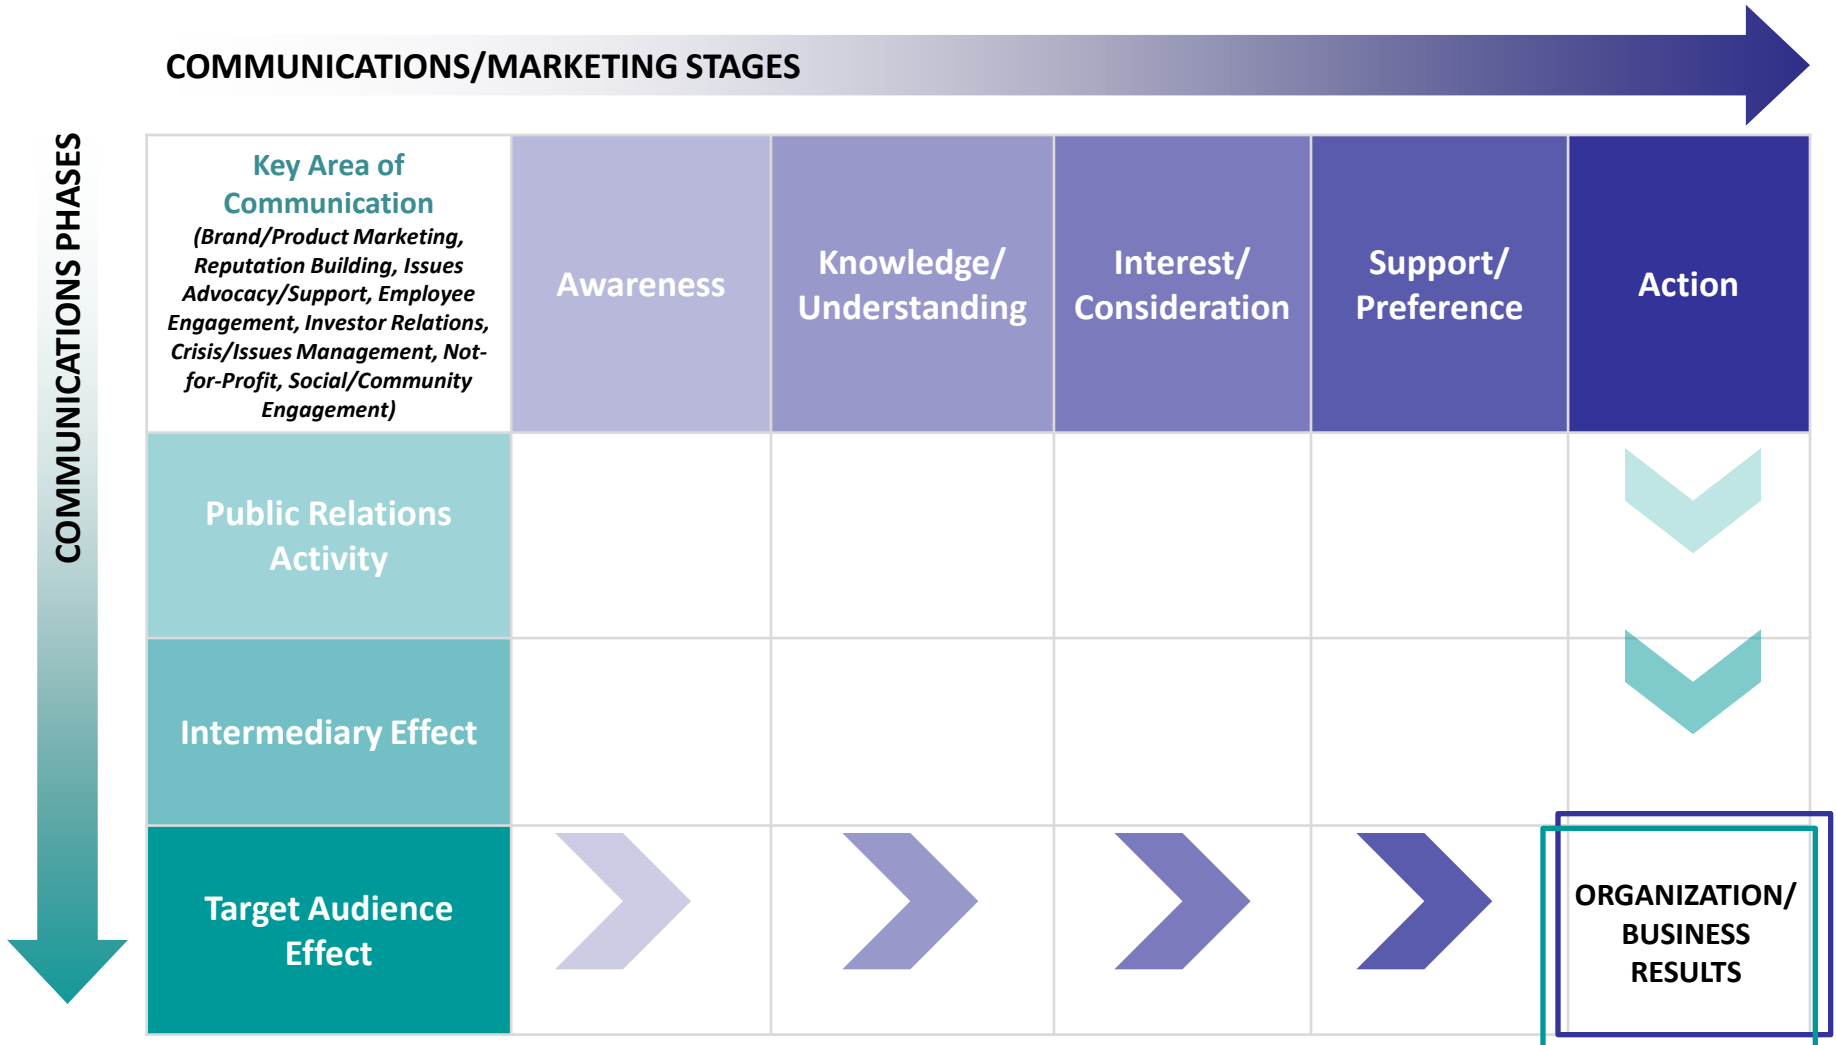 COMMUNICATIONS/MARKETING STAGES
COMMUNICATIONS PHASES
Key Area of
Communication
(Brand/Product Marketing,
Reputation Building, Issues
Advocacy/Support, Employee
Engagement, Investor Relations,
Crisis/Issues Management, Not-
for-Profit, Social/Community
Engagement)
Awareness
Knowledge/
Understanding
Interest/
Consideration
Support/
Preference
Action
Public Relations
Activity
Intermediary Effect
Target Audience
Effect
ORGANIZATION/
BUSINESS
RESULTS